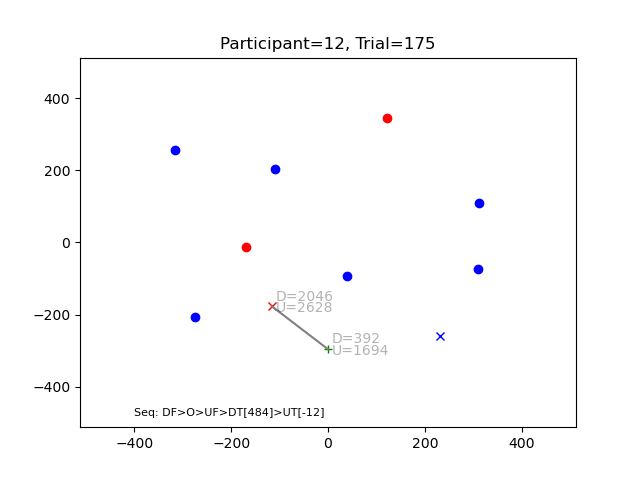 Participant=12, Trial=175
400
200
0
−200
−400
D=2046
U=2628
D=392
U=1694
Seq: DF>O>UF>DT[484]>UT[-12]
−400 −200 0 200 400